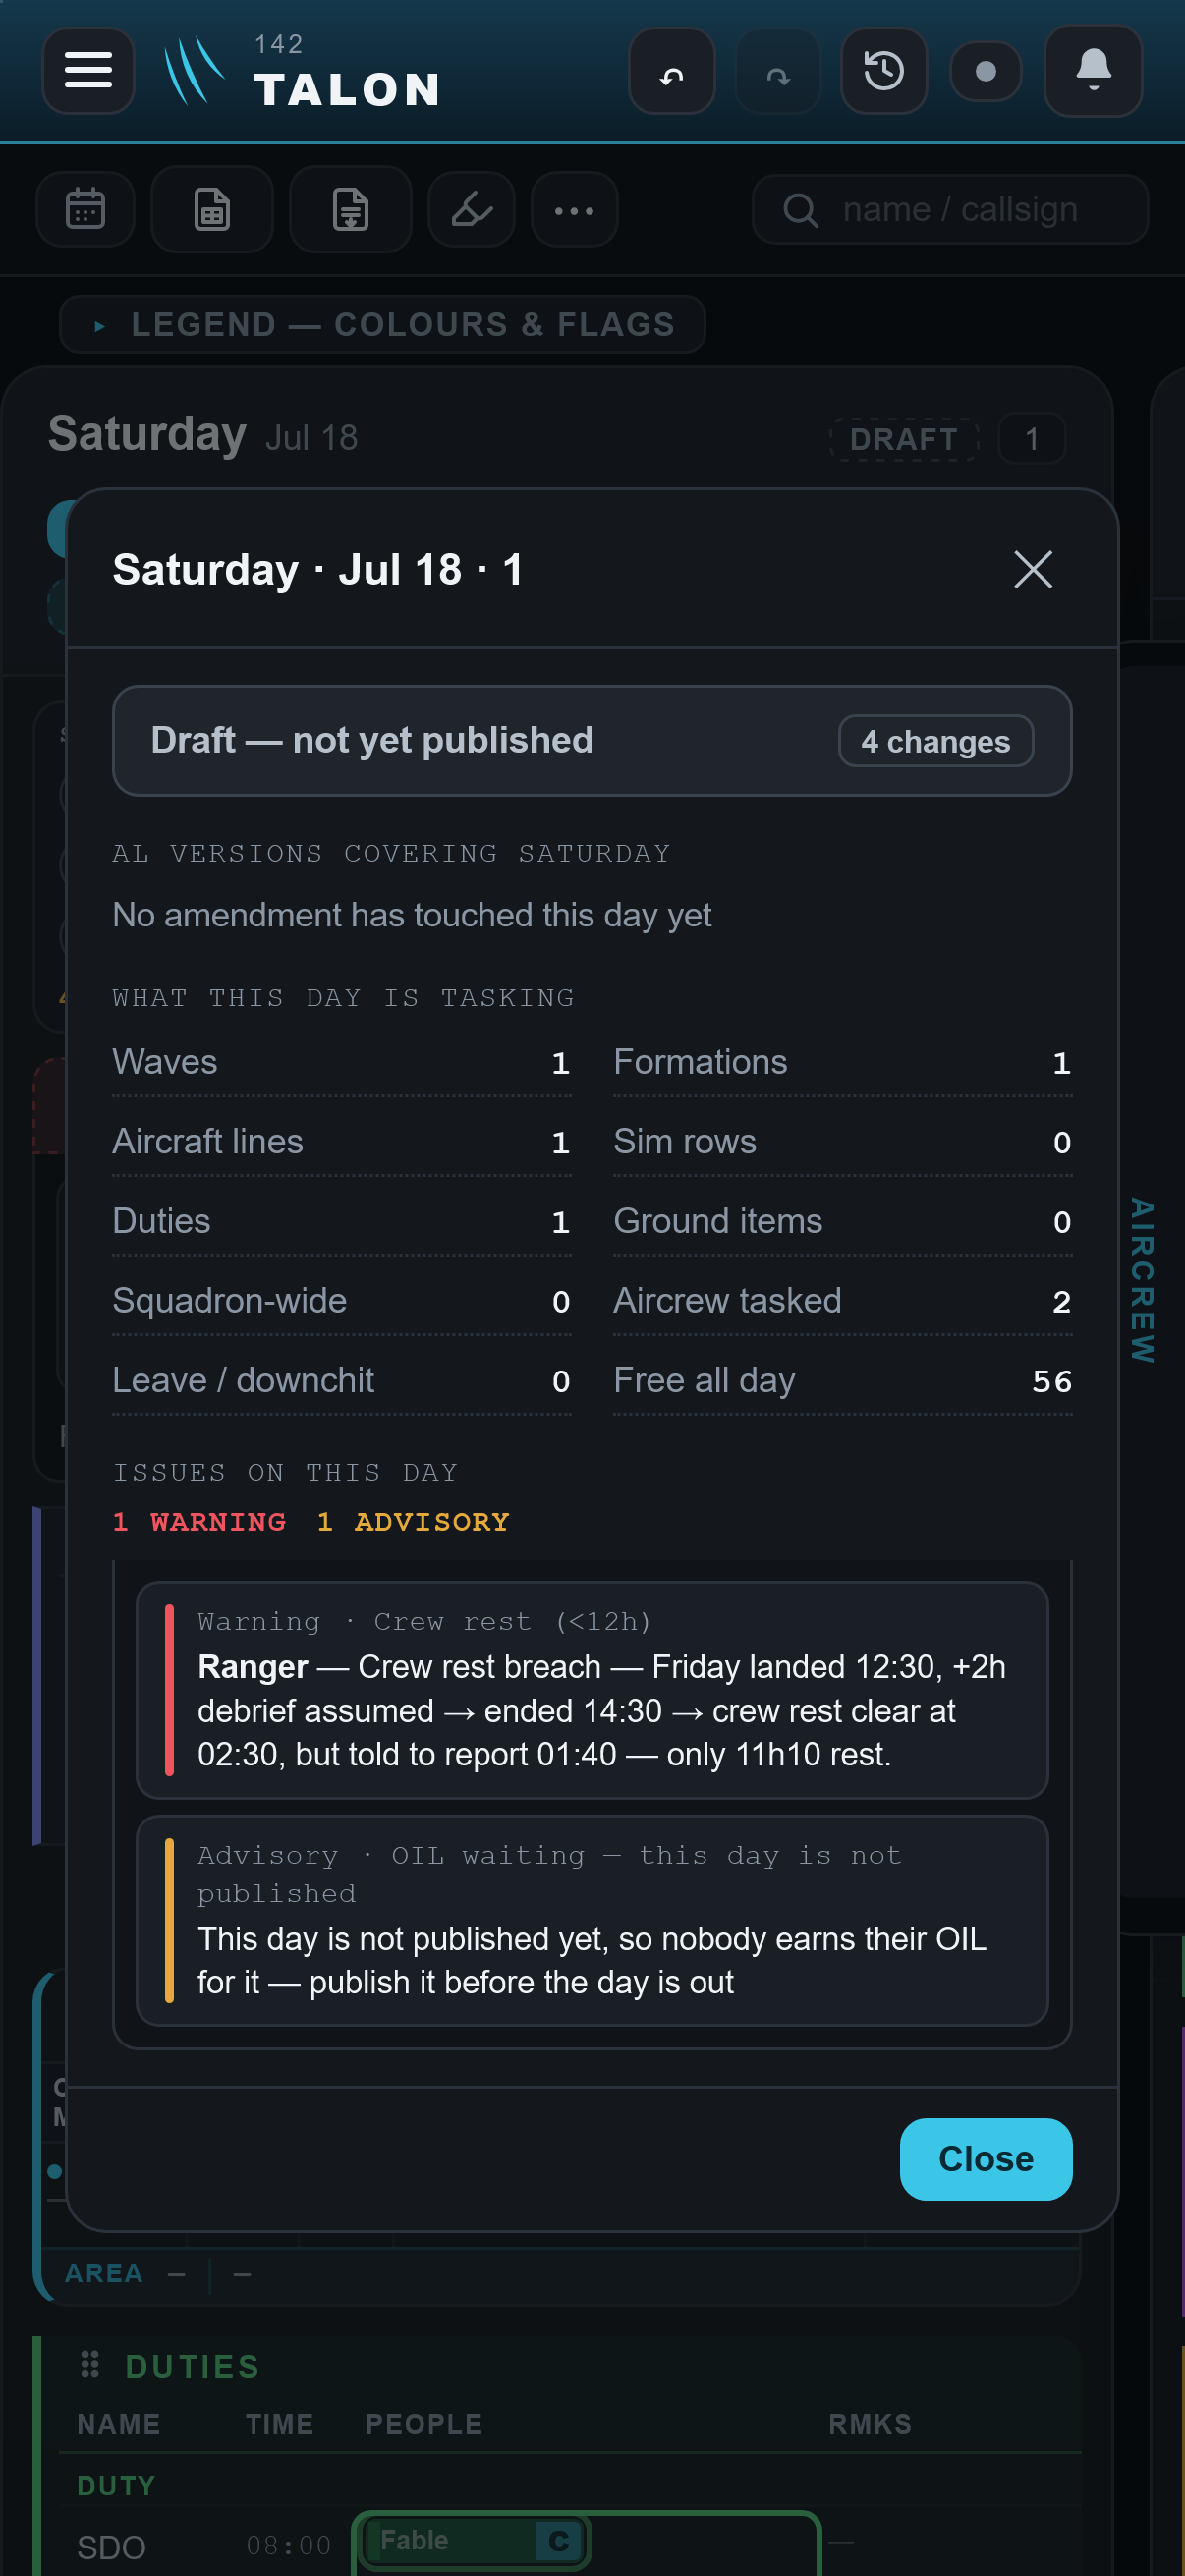 142
TALON
name / callsign
LEGEND — COLOURS & FLAGS
Saturday Jul 18
DRAFT 1
Saturday · Jul 18 · 1
Draft — not yet published
4 changes
AL VERSIONS COVERING SATURDAY
No amendment has touched this day yet
WHAT THIS DAY IS TASKING
Waves 1 Formations 1
Aircraft lines 1 Sim rows 0
Duties 1 Ground items 0
Squadron-wide 0 Aircrew tasked 2
Leave / downchit 0 Free all day 56
AIRCREW
ISSUES ON THIS DAY
1 WARNING 1 ADVISORY
Warning · Crew rest (<12h)
Ranger — Crew rest breach — Friday landed 12:30, +2h
debrief assumed → ended 14:30 → crew rest clear at
02:30, but told to report 01:40 — only 11h10 rest.
Advisory · OIL waiting — this day is not
published
This day is not published yet, so nobody earns their OIL
for it — publish it before the day is out
Close
AREA — | —
DUTIES
NAME TIME PEOPLE RMKS
DUTY
SDO 08:00 Fable C —